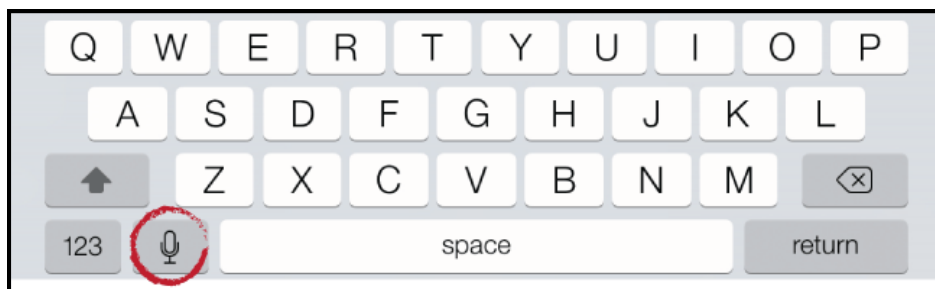 Q W E R T Y U I O P
A S D F G H J K L
Z X C V B N M
123 space return